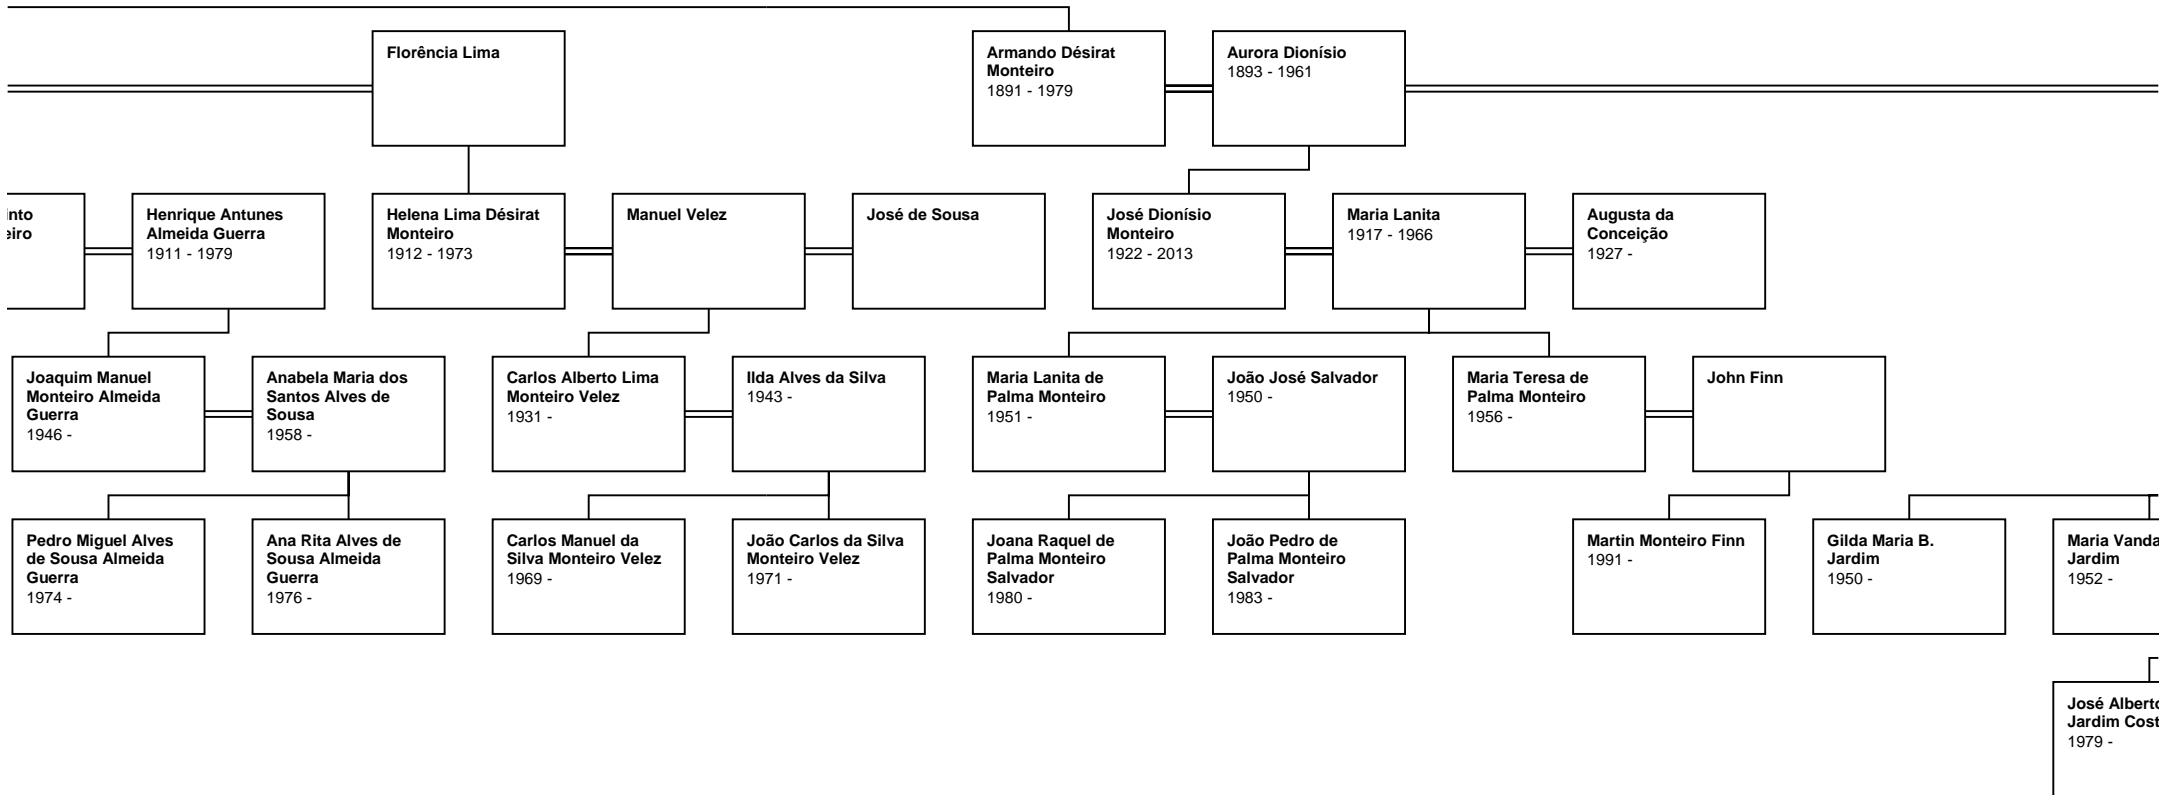 Florência Lima
Armando Désirat
Monteiro
1891 - 1979
Aurora Dionísio
1893 - 1961
Henrique Antunes
Almeida Guerra
1911 - 1979
Helena Lima Désirat
Monteiro
1912 - 1973
Manuel Velez
José de Sousa
José Dionísio
Monteiro
1922 - 2013
Maria Lanita
1917 - 1966
Augusta da
Conceição
1927 -
Joaquim Manuel
Monteiro Almeida
Guerra
1946 -
Anabela Maria dos
Santos Alves de
Sousa
1958 -
Carlos Alberto Lima
Monteiro Velez
1931 -
Ilda Alves da Silva
1943 -
Maria Lanita de
Palma Monteiro
1951 -
João José Salvador
1950 -
Maria Teresa de
Palma Monteiro
1956 -
John Finn
Pedro Miguel Alves
de Sousa Almeida
Guerra
1974 -
Ana Rita Alves de
Sousa Almeida
Guerra
1976 -
Carlos Manuel da
Silva Monteiro Velez
1969 -
João Carlos da Silva
Monteiro Velez
1971 -
Joana Raquel de
Palma Monteiro
Salvador
1980 -
João Pedro de
Palma Monteiro
Salvador
1983 -
Martin Monteiro Finn
1991 -
Gilda Maria B.
Jardim
1950 -
Maria Vanda
Jardim
1952 -
José Alberto
Jardim
1979 -